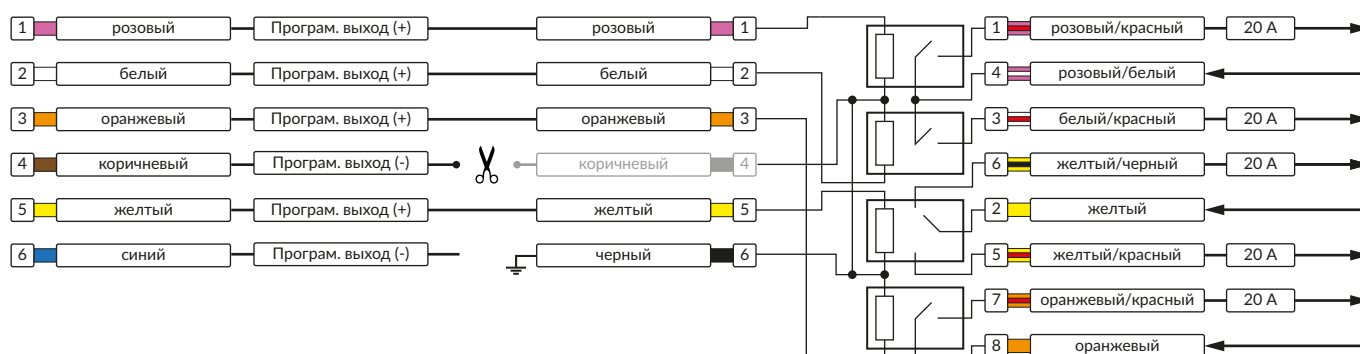 1 розовый Програм. выход (+) розовый 1 1 розовый/красный 20 А
2 белый Програм. выход (+) белый 2 4 розовый/белый
3 оранжевый Програм. выход (+) оранжевый 3 3 белый/красный 20 А
4 коричневый Програм. выход (-) коричневый 4 6 желтый/черный 20 А
5 желтый Програм. выход (+) желтый 5 2 желтый
6 синий Програм. выход (-) черный 6 5 желтый/красный 20 А
7 оранжевый/красный 20 А
8 оранжевый